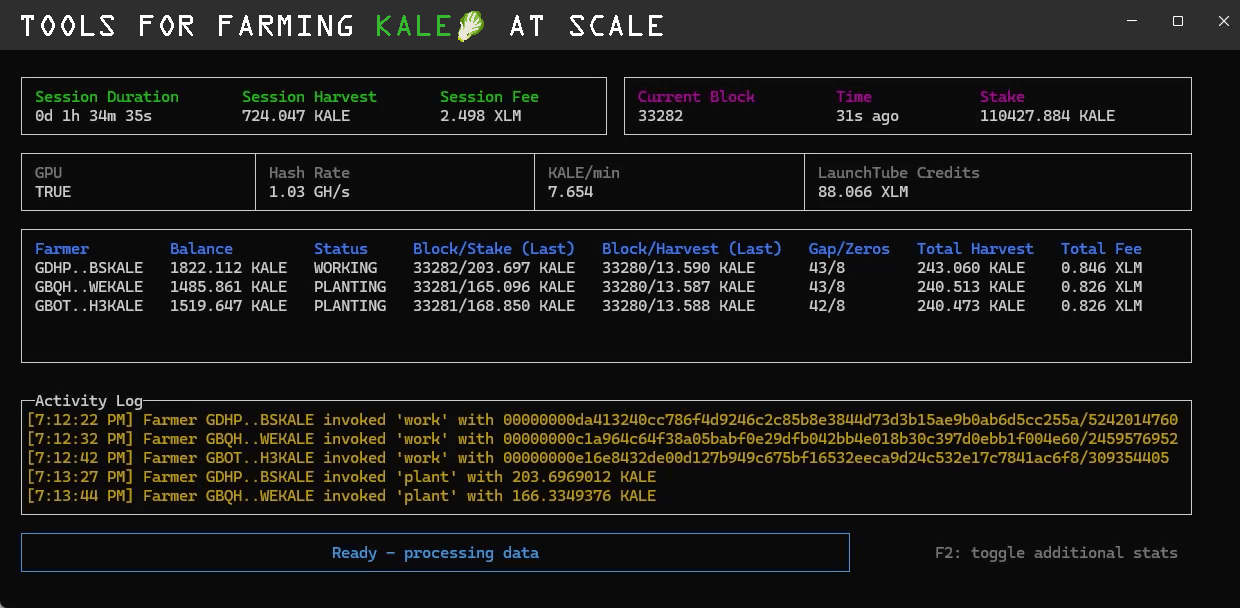 TOOLS FOR FARMING KALE🥬 AT SCALE
Session Duration Session Harvest Session Fee
0d 1h 34m 35s 724.047 KALE 2.498 XLM
Current Block Time Stake
33282 31s ago 110427.884 KALE
GPU Hash Rate KALE/min LaunchTube Credits
TRUE 1.03 GH/s 7.654 88.066 XLM
Farmer Balance Status Block/Stake (Last) Block/Harvest (Last) Gap/Zeros Total Harvest Total Fee
GDHP..BSKALE 1822.112 KALE WORKING 33282/203.697 KALE 33280/13.590 KALE 43/8 243.060 KALE 0.846 XLM
GBQH..WEKALE 1485.861 KALE PLANTING 33281/165.096 KALE 33280/13.587 KALE 43/8 240.513 KALE 0.826 XLM
GBOT..H3KALE 1519.647 KALE PLANTING 33281/168.850 KALE 33280/13.588 KALE 42/8 240.473 KALE 0.826 XLM
Activity Log
[7:12:22 PM] Farmer GDHP..BSKALE invoked 'work' with 00000000da413240cc786f4d9246c2c85b8e3844d73d3b15ae9b0ab6d5cc255a/5242014760
[7:12:32 PM] Farmer GBQH..WEKALE invoked 'work' with 00000000c1a964c64f38a05babf0e29dfb042bb4e018b30c397d0ebb1f004e60/2459576952
[7:12:42 PM] Farmer GBOT..H3KALE invoked 'work' with 00000000e16e8432de00d127b949c675bf16532eeca9d24c532e17c7841ac6f8/309354405
[7:13:27 PM] Farmer GDHP..BSKALE invoked 'plant' with 203.6969012 KALE
[7:13:44 PM] Farmer GBQH..WEKALE invoked 'plant' with 166.3349376 KALE
Ready – processing data
F2: toggle additional stats